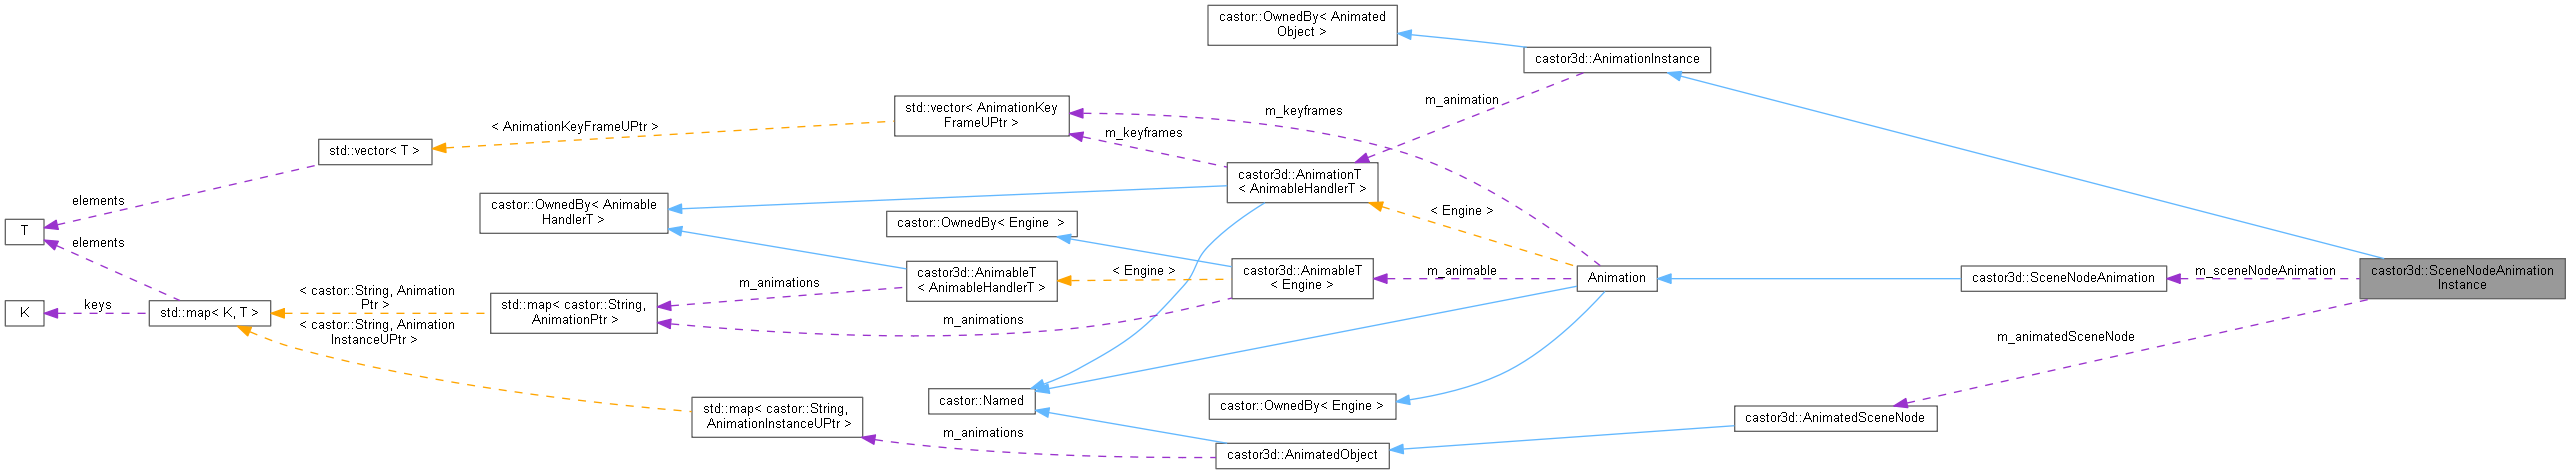 castor::OwnedBy< Animated
Object >
castor3d::AnimationInstance
m_animation
std::vector< AnimationKey
FrameUPtr >
m_keyframes
< AnimationKeyFrameUPtr >
m_keyframes
std::vector< T >
castor3d::AnimationT
< AnimableHandlerT >
elements
castor::OwnedBy< Animable
HandlerT >
< Engine >
castor::OwnedBy< Engine  >
T
elements
castor3d::AnimableT
< AnimableHandlerT >
< Engine >
castor3d::AnimableT
< Engine >
m_animable
Animation
castor3d::SceneNodeAnimation
m_sceneNodeAnimation
castor3d::SceneNodeAnimation
Instance
m_animations
< castor::String, Animation
Ptr >
K
keys
std::map< K, T >
std::map< castor::String,
AnimationPtr >
m_animations
< castor::String, Animation
InstanceUPtr >
m_animatedSceneNode
castor::Named
castor::OwnedBy< Engine >
std::map< castor::String,
AnimationInstanceUPtr >
castor3d::AnimatedSceneNode
m_animations
castor3d::AnimatedObject